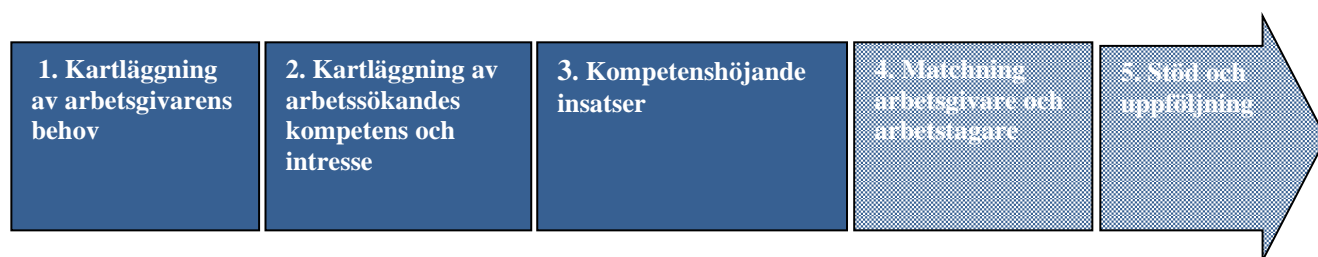 1. Kartläggning
av arbetsgivarens
behov
2. Kartläggning av
arbetssökandes
kompetens och
intresse
3. Kompetenshöjande
insatser
4. Matchning
arbetsgivare och
arbetstagare
5. Stöd och
uppföljning